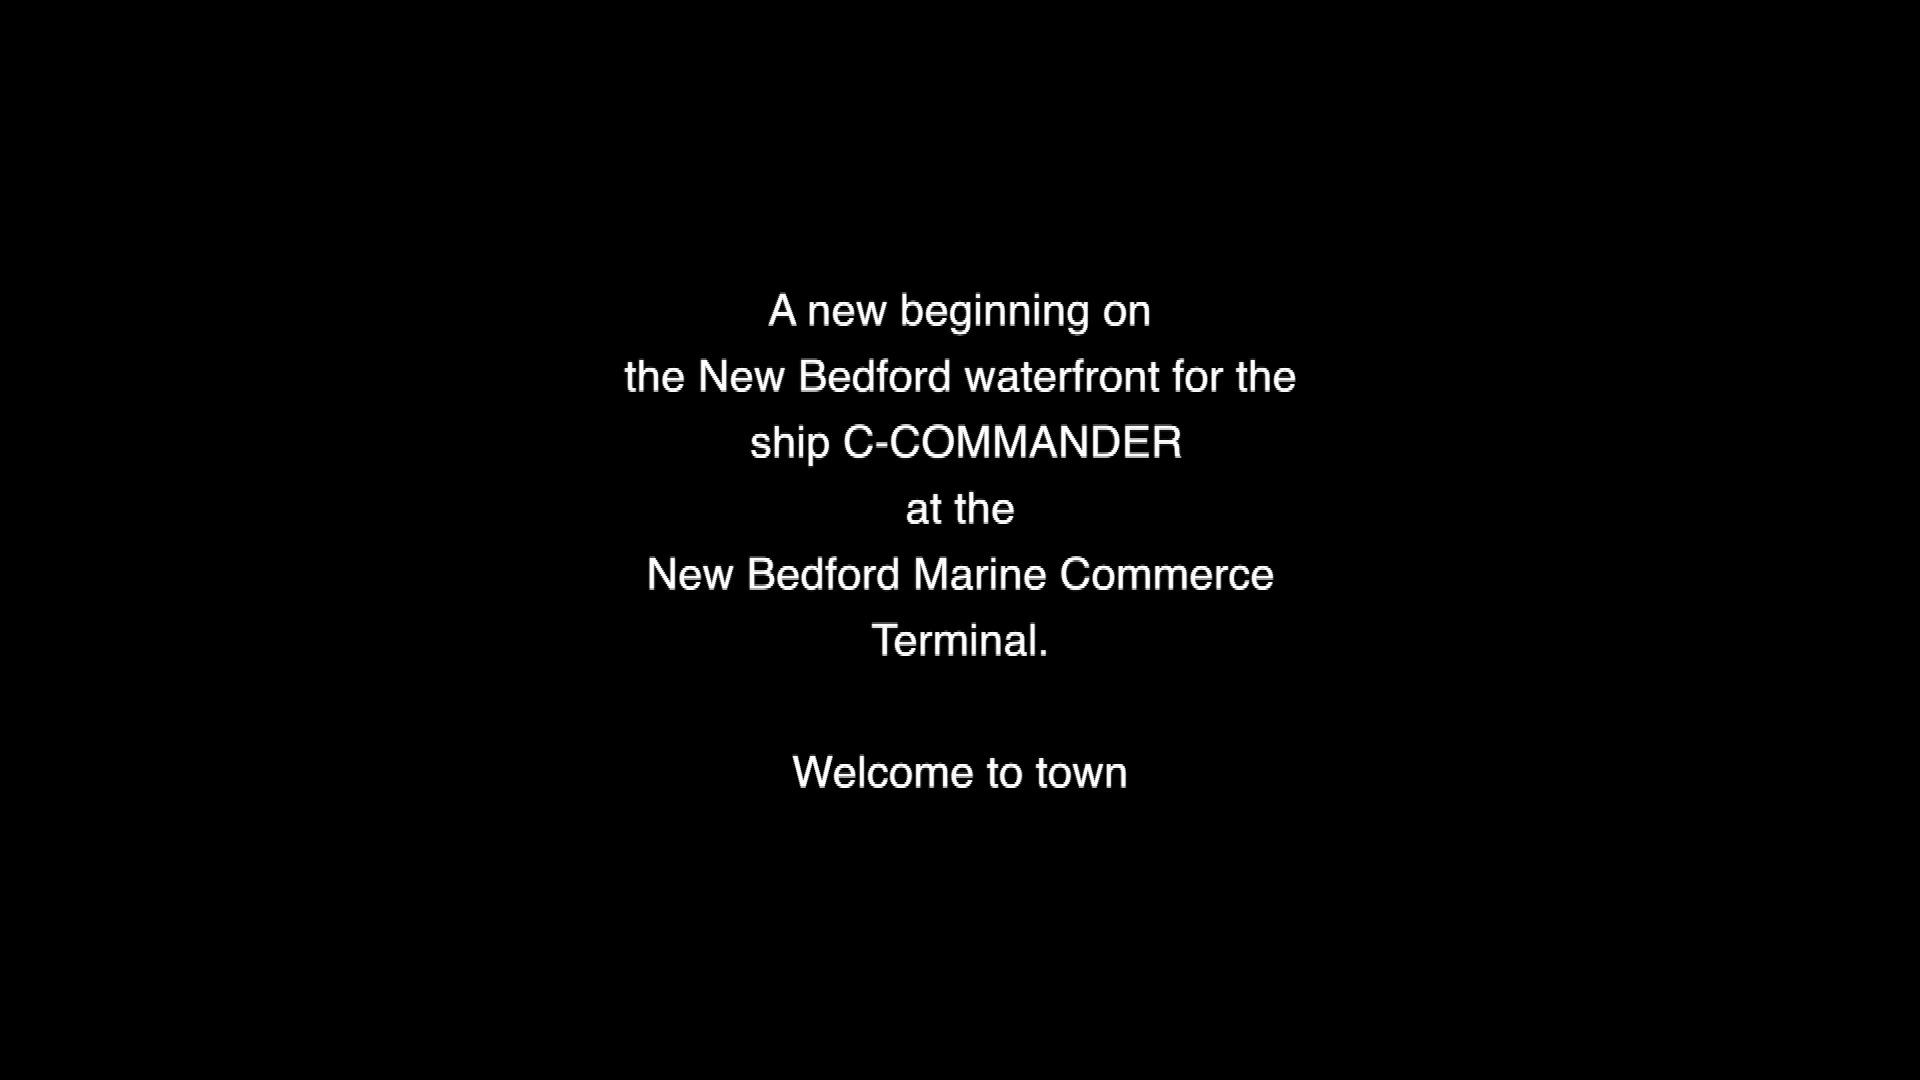 A new beginning on
the New Bedford waterfront for the
ship C-COMMANDER
at the
New Bedford Marine Commerce
Terminal.
Welcome to town